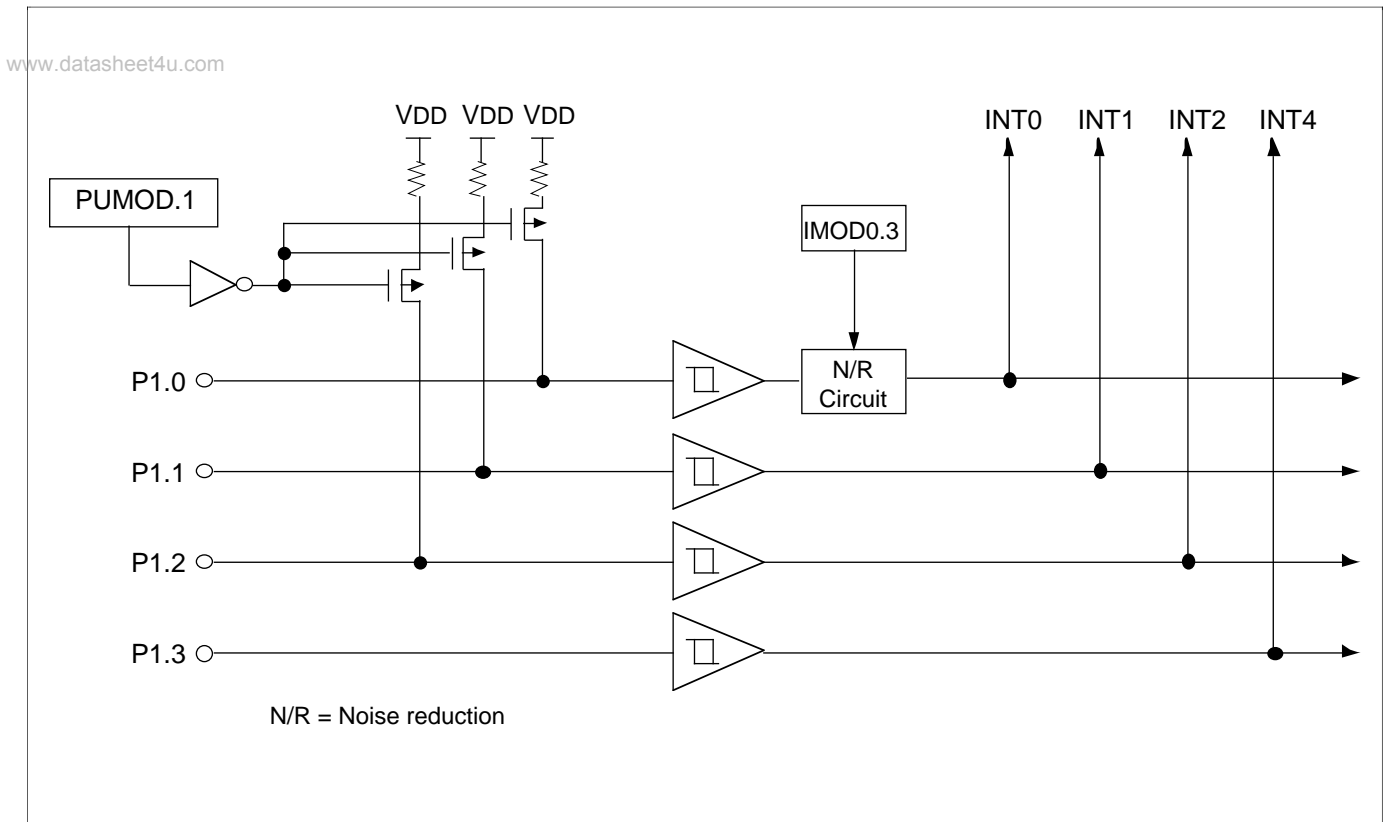 www.datasheet4u.com
VDD VDD VDD
INT0 INT1 INT2 INT4
PUMOD.1
IMOD0.3
P1.0
N/R
Circuit
P1.1
P1.2
P1.3
N/R = Noise reduction